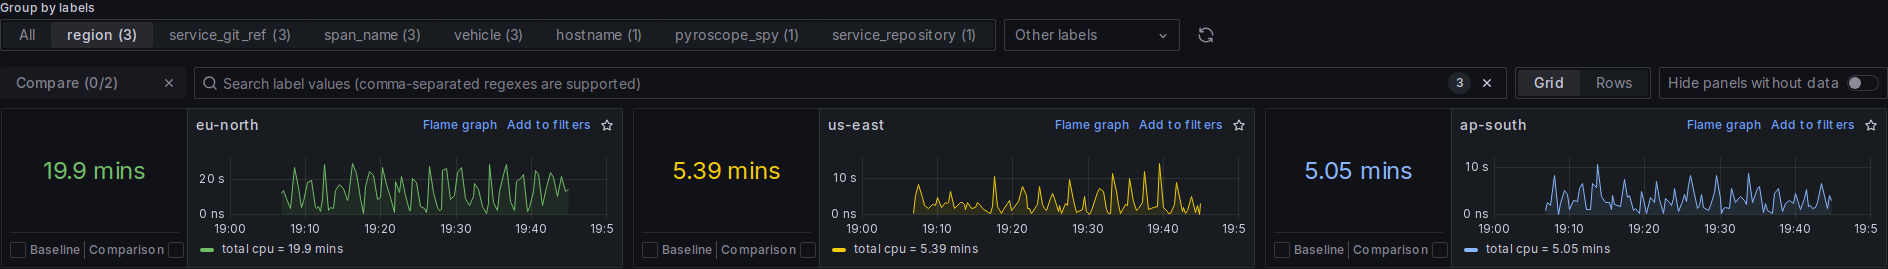 Group by labels
All region (3) service_git_ref (3) span_name (3) vehicle (3) hostname (1) pyroscope_spy (1) service_repository (1) Other labels
Compare (0/2) Search label values (comma-separated regexes are supported) 3 Grid Rows Hide panels without data
eu-north Flame graph Add to filters
19.9 mins
20 s
0 ns
19:00 19:10 19:20 19:30 19:40 19:5
Baseline Comparison
total cpu = 19.9 mins
us-east Flame graph Add to filters
5.39 mins
10 s
0 ns
19:00 19:10 19:20 19:30 19:40 19:5
Baseline Comparison
total cpu = 5.39 mins
ap-south Flame graph Add to filters
5.05 mins
10 s
0 ns
19:00 19:10 19:20 19:30 19:40 19:5
Baseline Comparison
total cpu = 5.05 mins